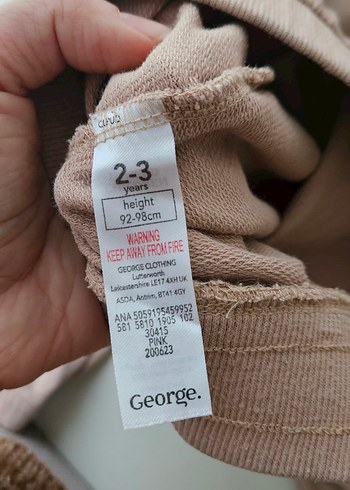 2-3
years
height
92-98cm
WARNING
KEEP AWAY FROM FIRE
GEORGE CLOTHING
Lutterworth
Leicestershire LE17 4XH UK
ASDA, Antrim, BT41 4GY
ANA 5059195459952
581 5810 1905 102
30415
PINK
200623
George.